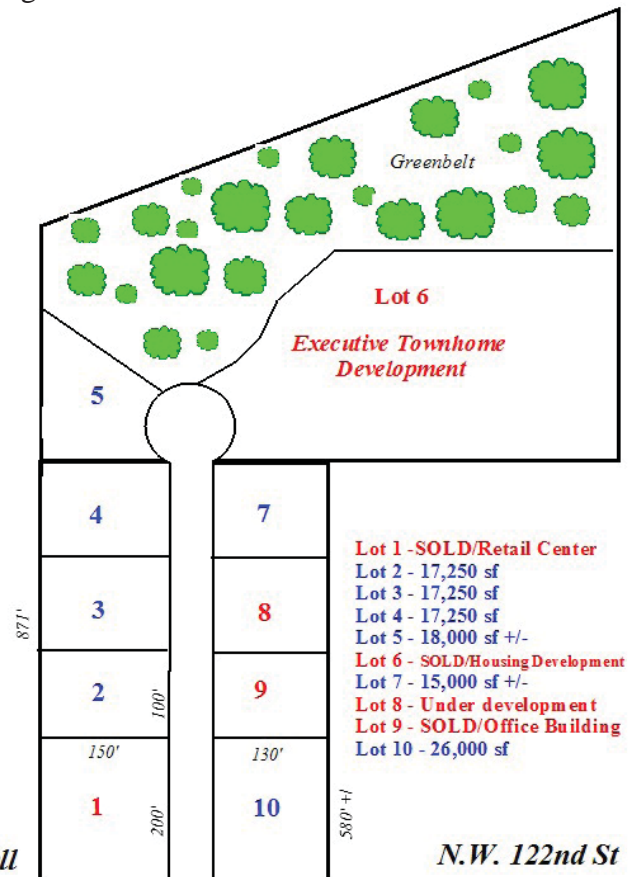 Greenbelt
Lot 6
Executive Townhome
Development
5
4
7
Lot 1 -SOLD/Retail Center
Lot 2 - 17,250 sf
Lot 3 - 17,250 sf
Lot 4 - 17,250 sf
Lot 5 - 18,000 sf +/-
Lot 6 - SOLD/Housing Development
Lot 7 - 15,000 sf +/-
Lot 8 - Under development
Lot 9 - SOLD/Office Building
Lot 10 - 26,000 sf
871'
3
8
2
100'
9
150'
130'
1
200'
10
580' +/
ll
N.W. 122nd St